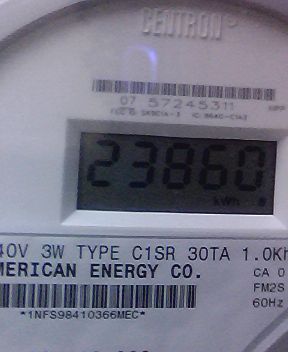 CENTRON
07 57245311
23860
kWh
40V 3W TYPE C1SR 30TA 1.0Kh
MERICAN ENERGY CO.
CA 0
FM2S
60Hz
*1NFS98410366MEC*